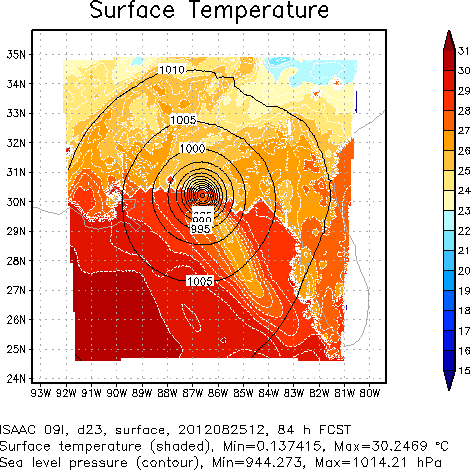 Surface Temperature
35N
34N
33N
32N
31N
30N
29N
28N
27N
26N
25N
24N
93W 92W 91W 90W 89W 88W 87W 86W 85W 84W 83W 82W 81W 80W
1010
1005
1000
990
995
1005
31
30
29
28
27
26
25
24
23
22
21
20
19
18
17
16
15
ISAAC 09l, d23, surface, 2012082512, 84 h FCST
Surface temperature (shaded), Min=0.137415, Max=30.2469 °C
Sea level pressure (contour), Min=944.273, Max=1014.21 hPa